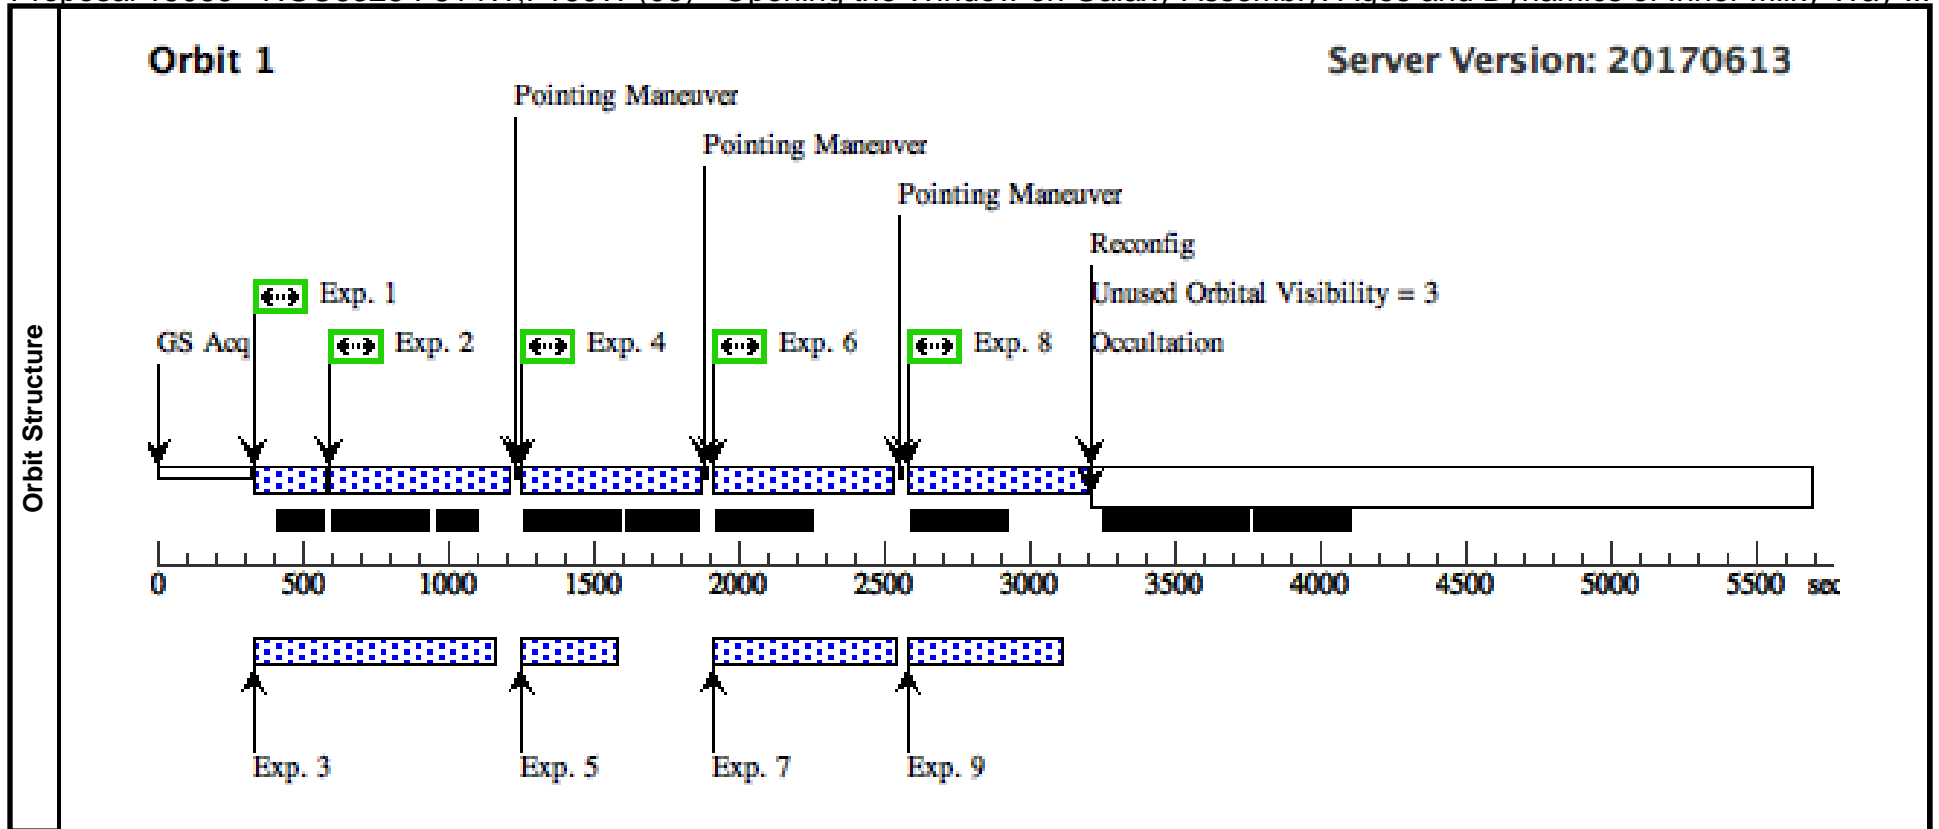 Orbit 1
Server Version: 20170613
Pointing Maneuver
Pointing Maneuver
Pointing Maneuver
Reconfig
Exp. 1
Unused Orbital Visibility = 3
GS Acq
Exp. 2
Exp. 4
Exp. 6
Exp. 8
Occultation
Orbit Structure
0 500 1000 1500 2000 2500 3000 3500 4000 4500 5000 5500 sec
Exp. 3
Exp. 5
Exp. 7
Exp. 9